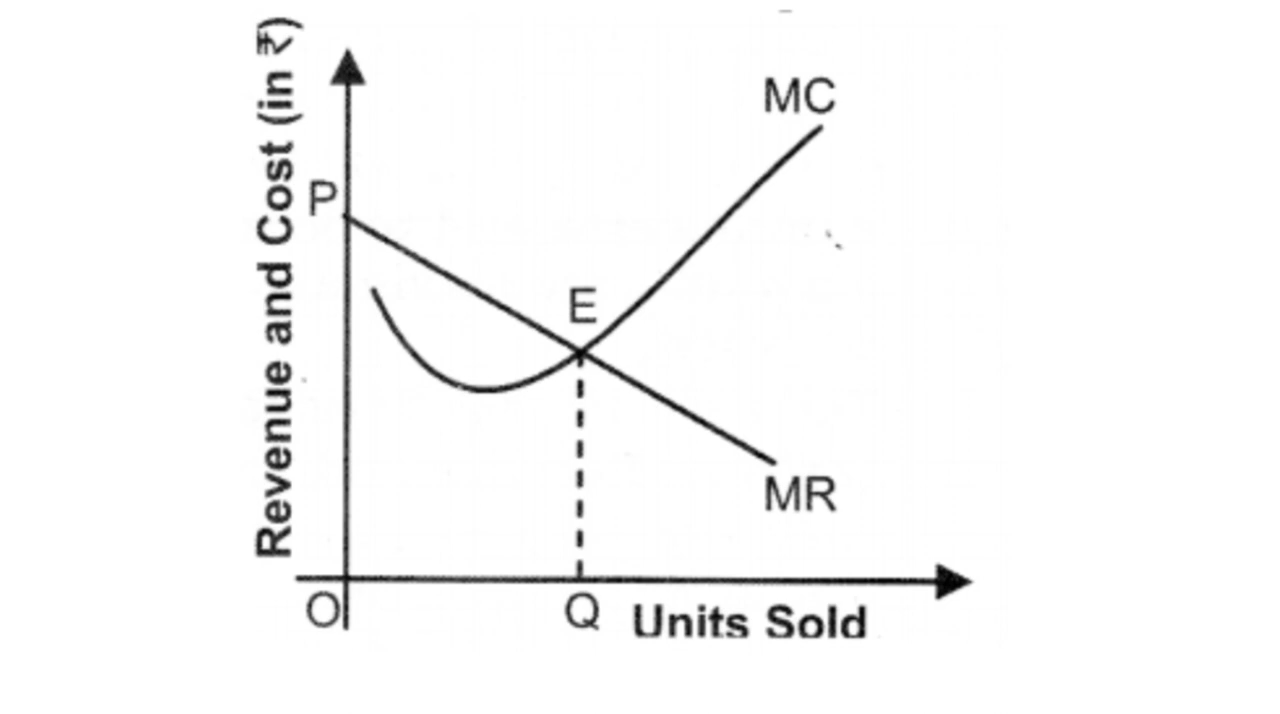 Revenue and Cost (in ₹)
MC
P
E
MR
O
Q
Units Sold